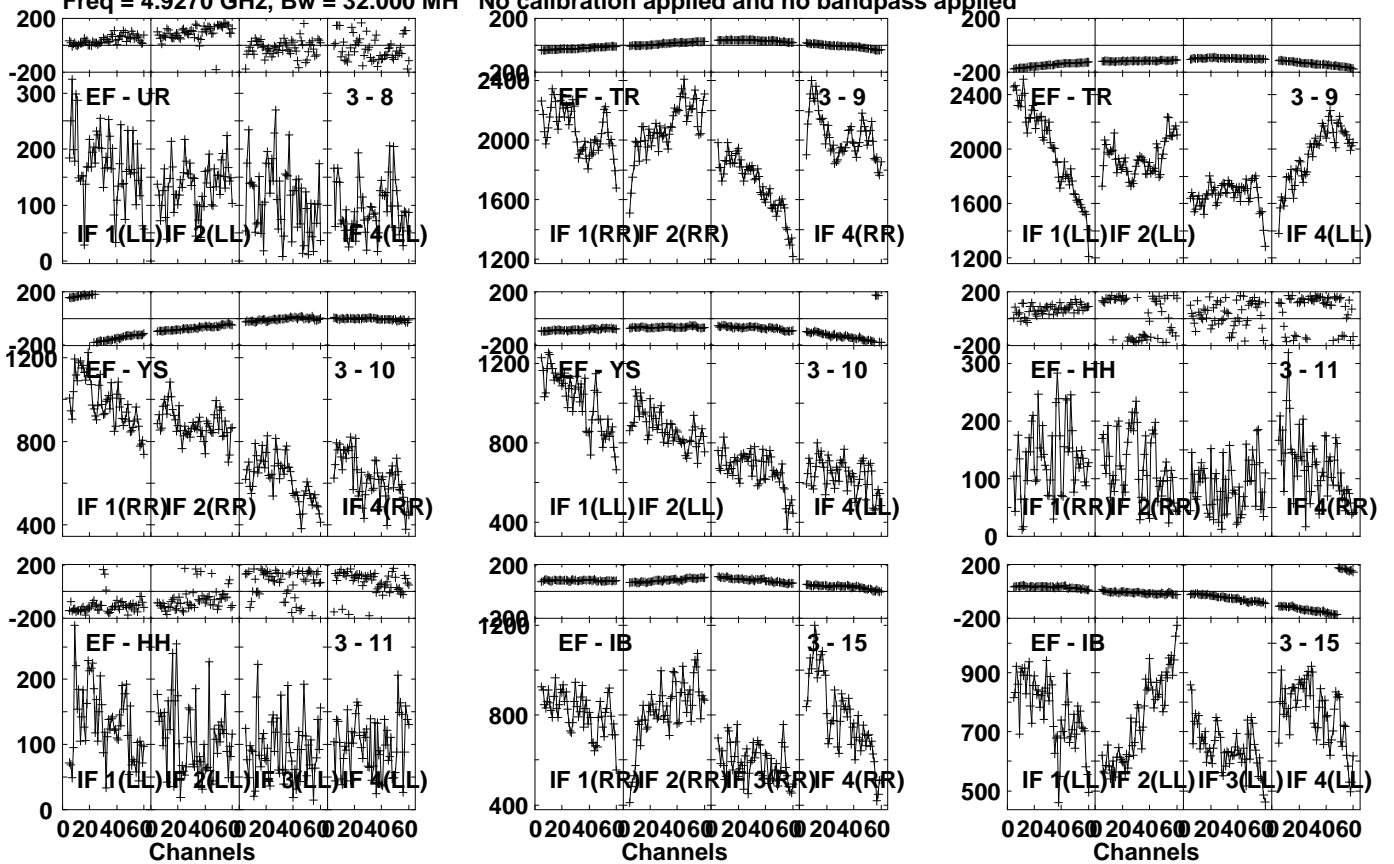 Freq = 4.9270 GHz, Bw = 32.000 MH No calibration applied and no bandpass applied
200
-200
300
200
100
0
EF - UR 3 - 8
IF 1(LL) IF 2(LL) IF 4(LL)
200
-200
2400
2000
1600
1200
EF - TR 3 - 9
IF 1(RR) IF 2(RR) IF 4(RR)
200
-200
2400
2000
1600
1200
EF - TR 3 - 9
IF 1(LL) IF 2(LL) IF 4(LL)
200
-200
1200
800
400
EF - YS 3 - 10
IF 1(RR) IF 2(RR) IF 4(RR)
200
-200
1200
800
400
EF - YS 3 - 10
IF 1(LL) IF 2(LL) IF 4(LL)
200
-200
300
200
100
0
EF - HH 3 - 11
IF 1(RR) IF 2(RR) IF 4(RR)
200
-200
200
100
0
EF - HH 3 - 11
IF 1(LL) IF 2(LL) IF 3(LL) IF 4(LL)
0 20 40 60 0 20 40 60 0 20 40 60 0 20 40 60
Channels
200
-200
1200
800
400
EF - IB 3 - 15
IF 1(RR) IF 2(RR) IF 3(RR) IF 4(RR)
0 20 40 60 0 20 40 60 0 20 40 60 0 20 40 60
Channels
200
-200
900
700
500
EF - IB 3 - 15
IF 1(LL) IF 2(LL) IF 3(LL) IF 4(LL)
0 20 40 60 0 20 40 60 0 20 40 60 0 20 40 60
Channels